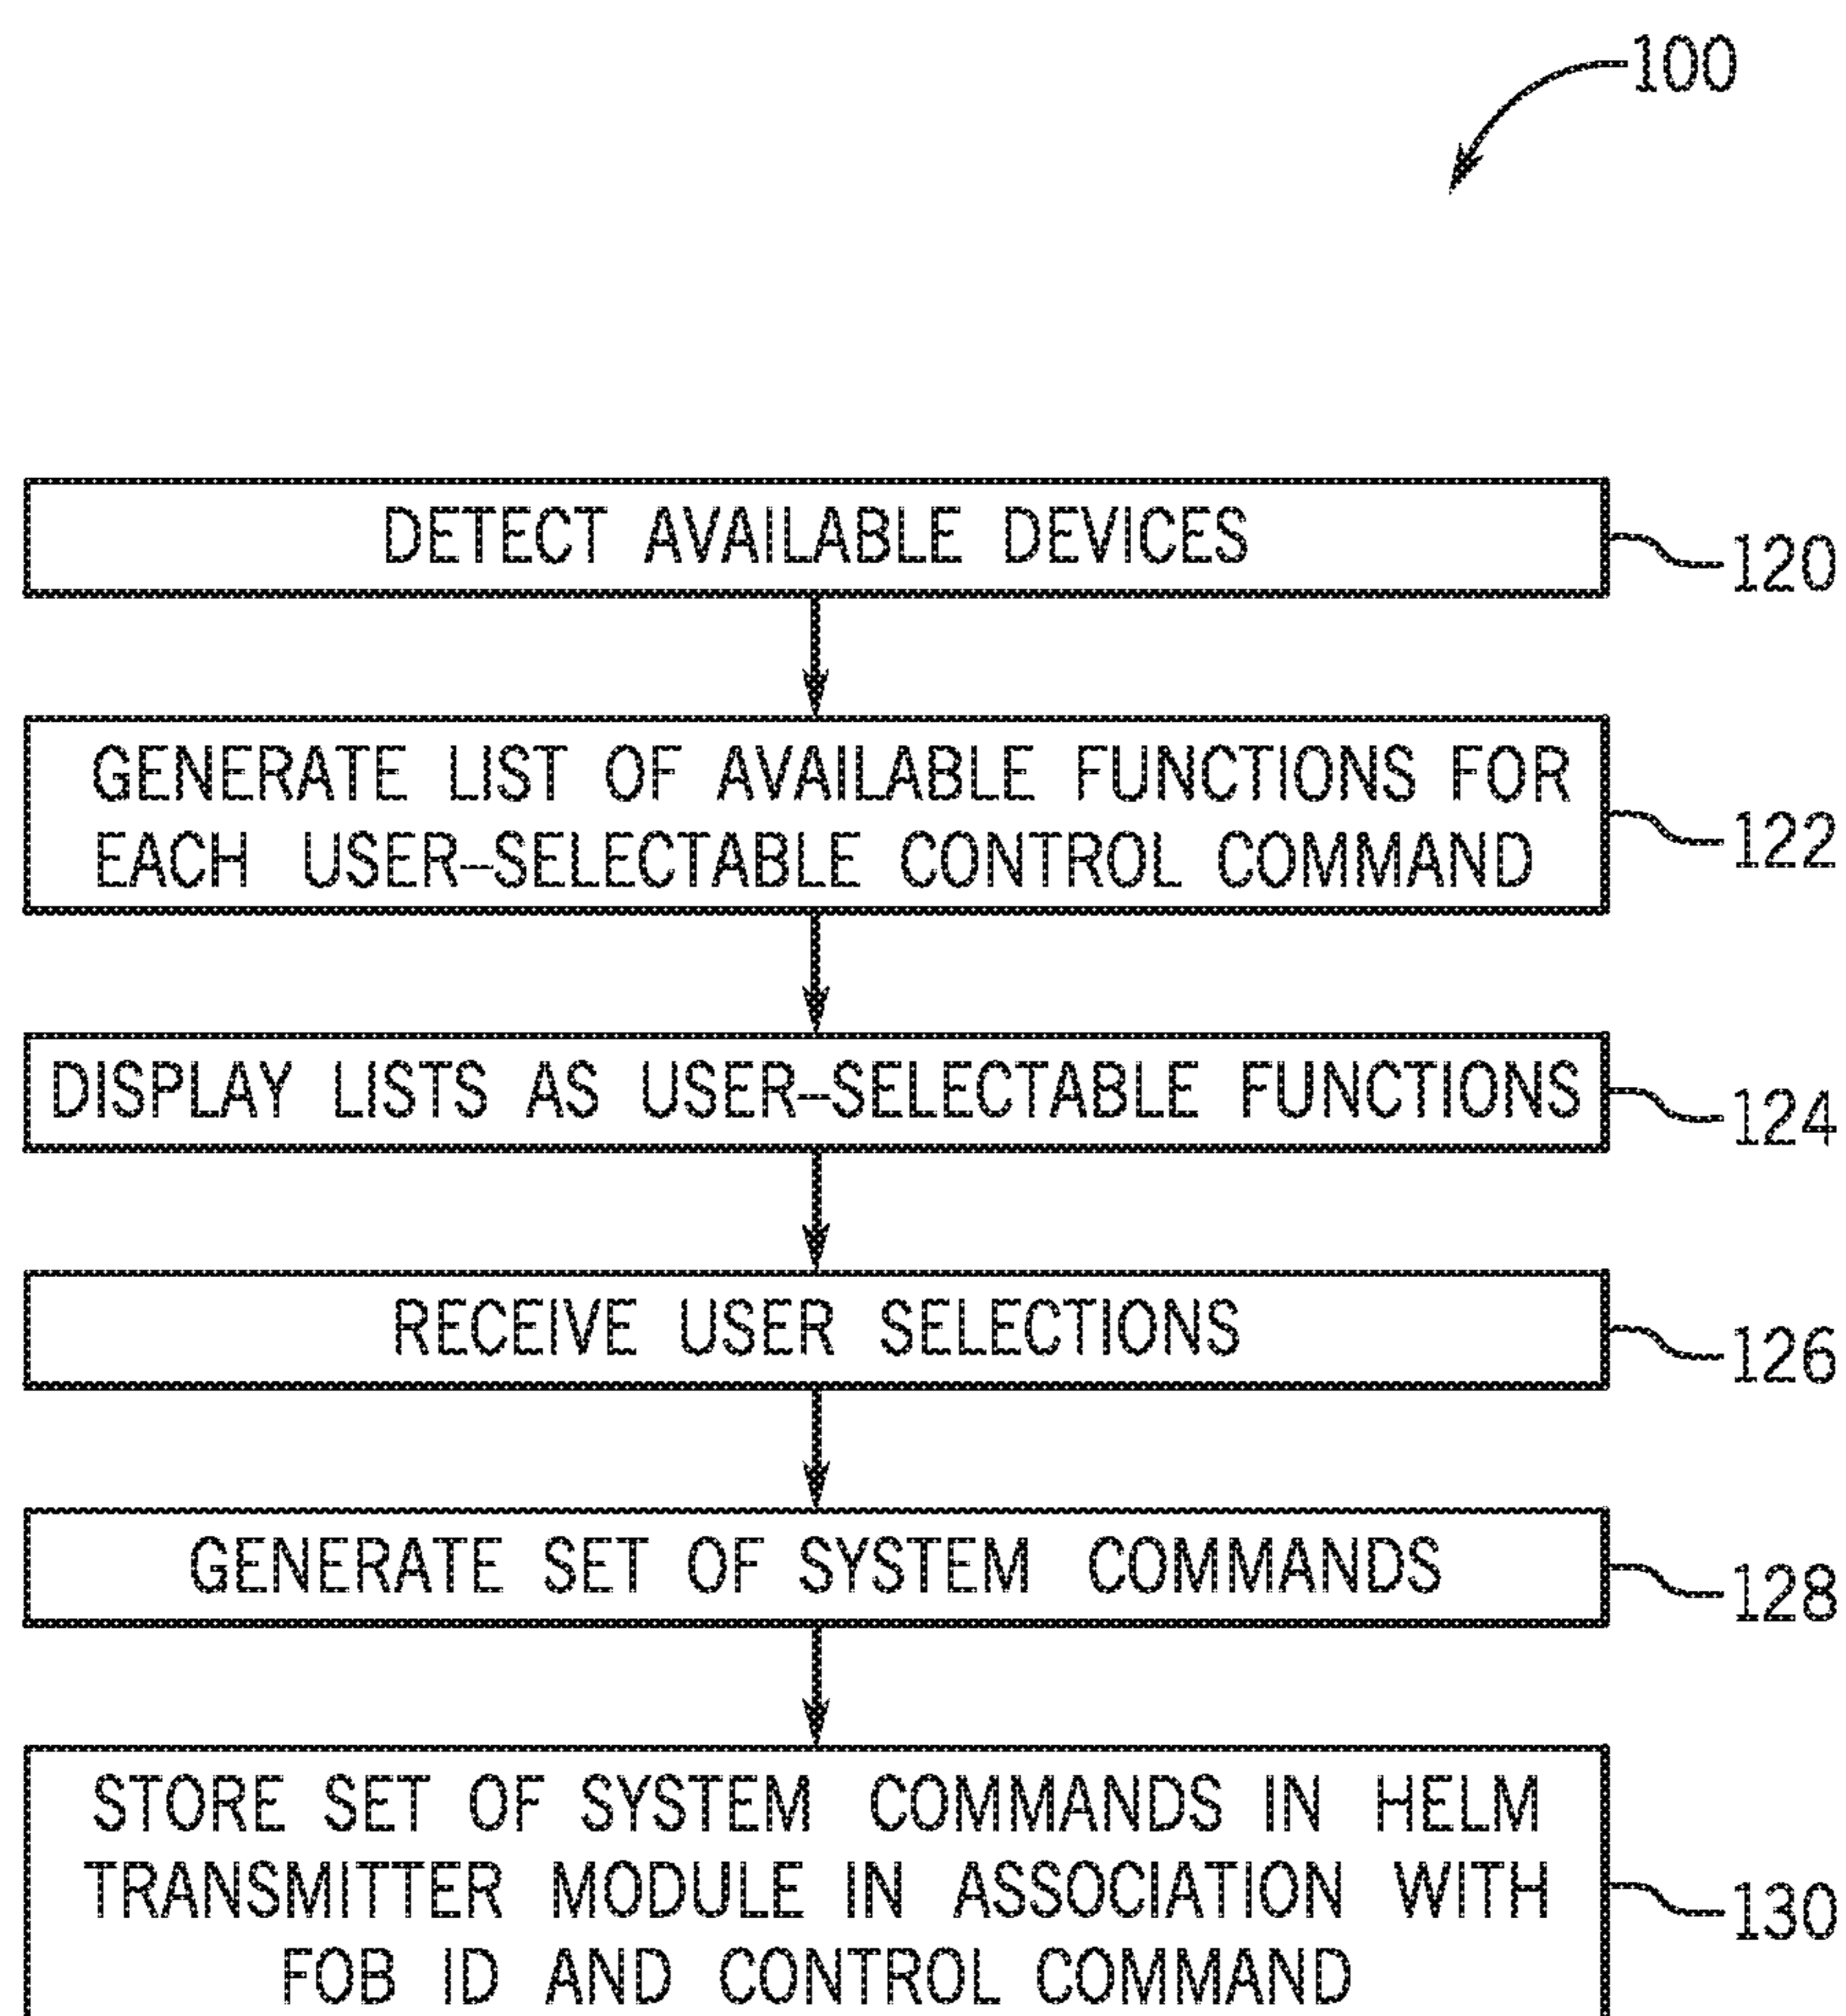 100
DETECT AVAILABLE DEVICES
120
GENERATE LIST OF AVAILABLE FUNCTIONS FOR
EACH USER-SELECTABLE CONTROL COMMAND
122
DISPLAY LISTS AS USER-SELECTABLE FUNCTIONS
124
RECEIVE USER SELECTIONS
126
GENERATE SET OF SYSTEM COMMANDS
128
STORE SET OF SYSTEM COMMANDS IN HELM
TRANSMITTER MODULE IN ASSOCIATION WITH
FOB ID AND CONTROL COMMAND
130